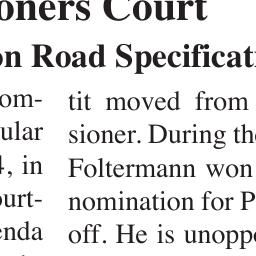 oners Court
on Road Specificati
om-
ular
4, in
ourt-
enda
tit moved from
sioner. During the
Foltermann won
nomination for P
off. He is unoppo